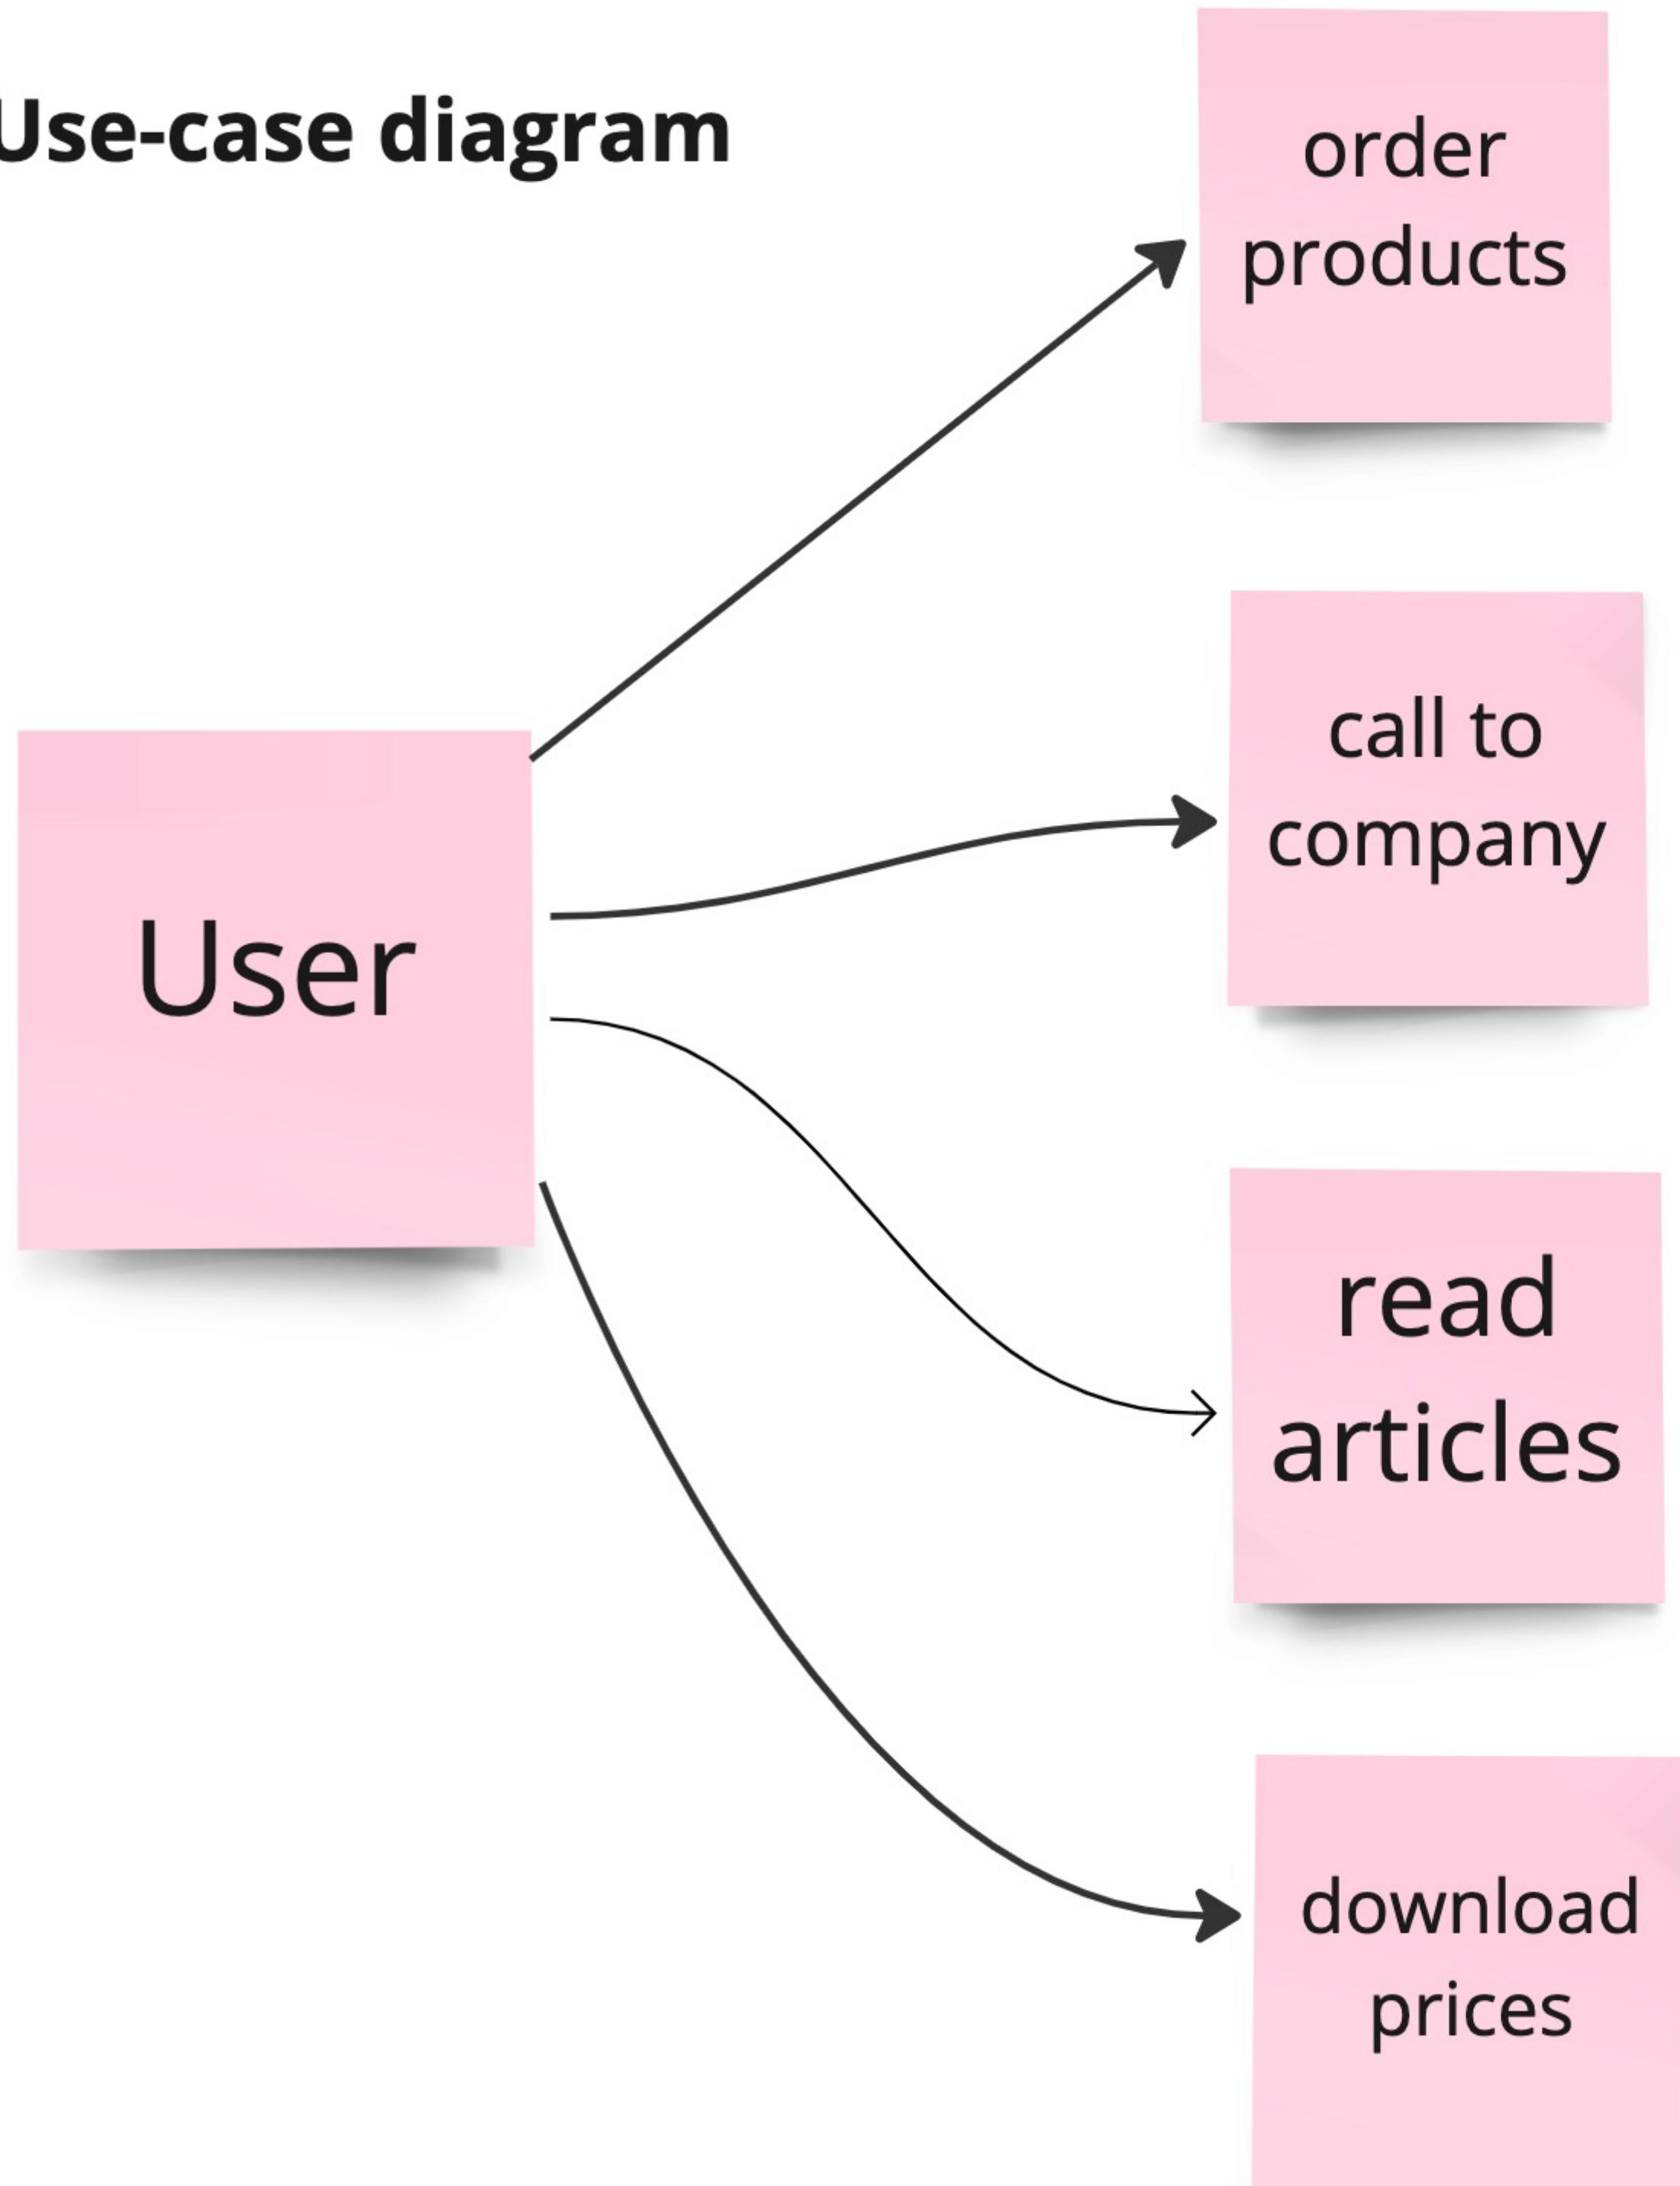 Use-case diagram
order
products
call to
company
User
read
articles
download
prices